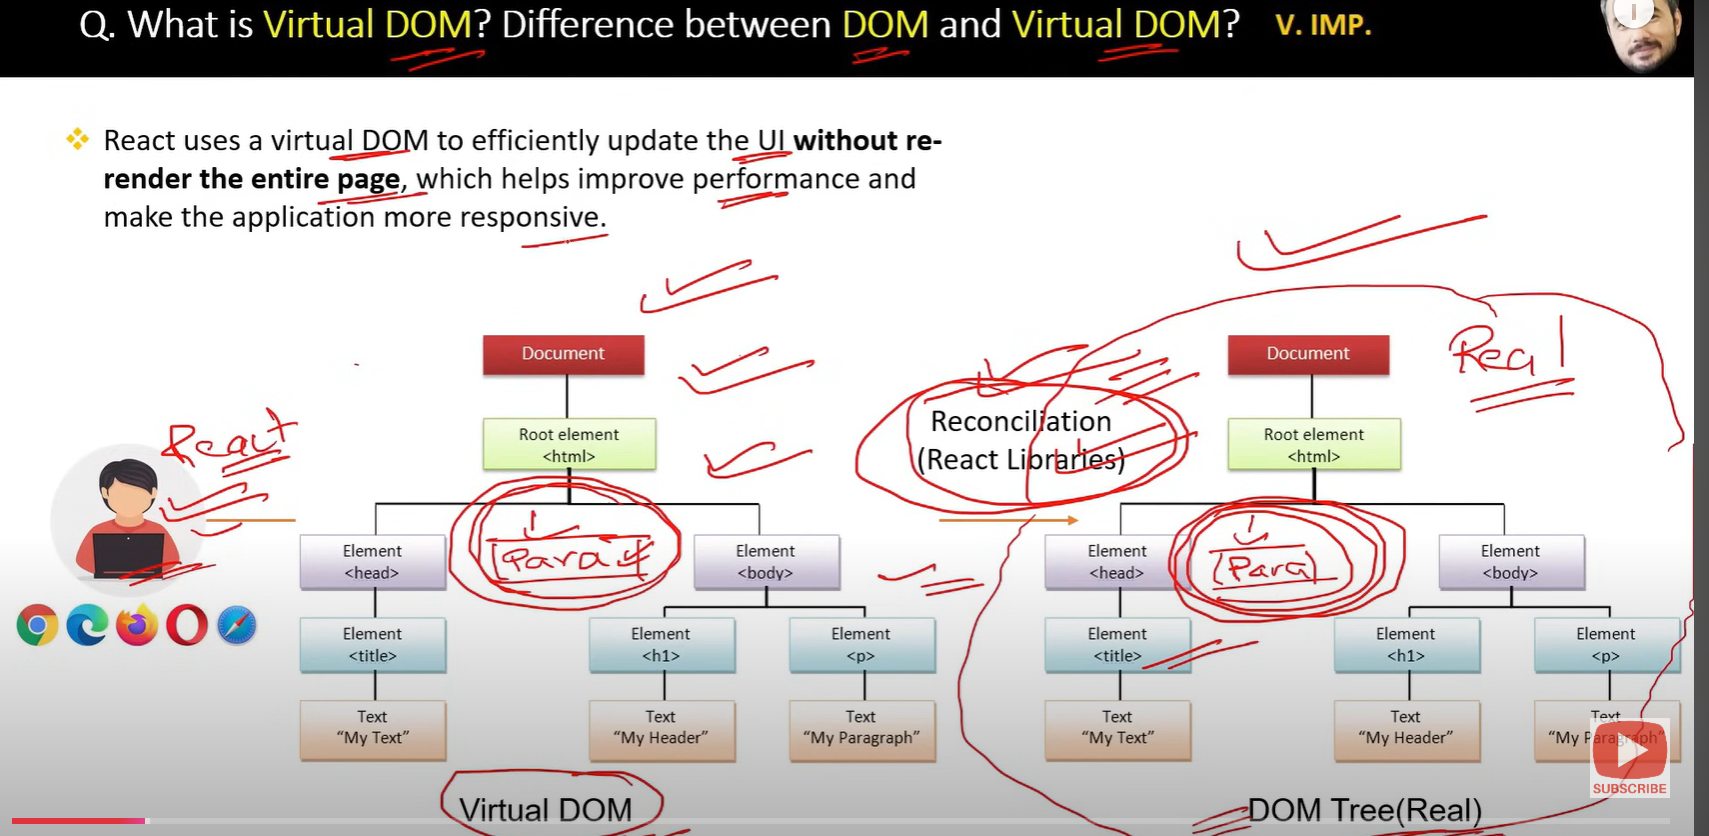 Q. What is Virtual DOM? Difference between DOM and Virtual DOM? V. IMP.
React uses a virtual DOM to efficiently update the UI without re-
render the entire page, which helps improve performance and
make the application more responsive.
Real
Document
Document
React
Reconciliation
(React Libraries)
Root element
<html>
Root element
<html>
Para
Para
Element
<head>
Element
<body>
Element
<head>
Element
<body>
Element
<title>
Element
<h1>
Element
<p>
Element
<title>
Element
<h1>
Element
<p>
Text
“My Text”
Text
“My Header”
Text
“My Paragraph”
Text
“My Text”
Text
“My Header”
Text
“My Paragraph”
SUBSCRIBE
Virtual DOM
DOM Tree(Real)